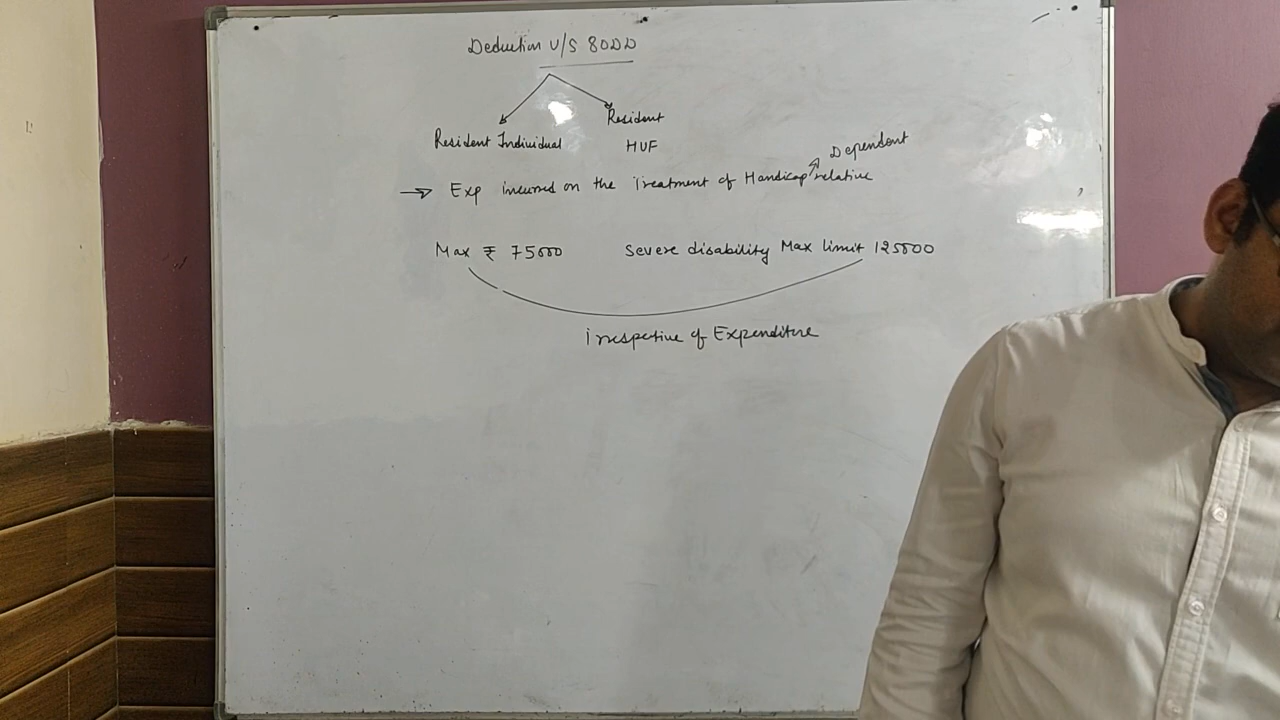 Deduction U/S 80DD
Resident Individual
Resident
HUF
Dependent
Exp incurred on the Treatment of Handicap relative
Max ₹ 75000
Severe disability Max limit 125000
Irrespective of Expenditure